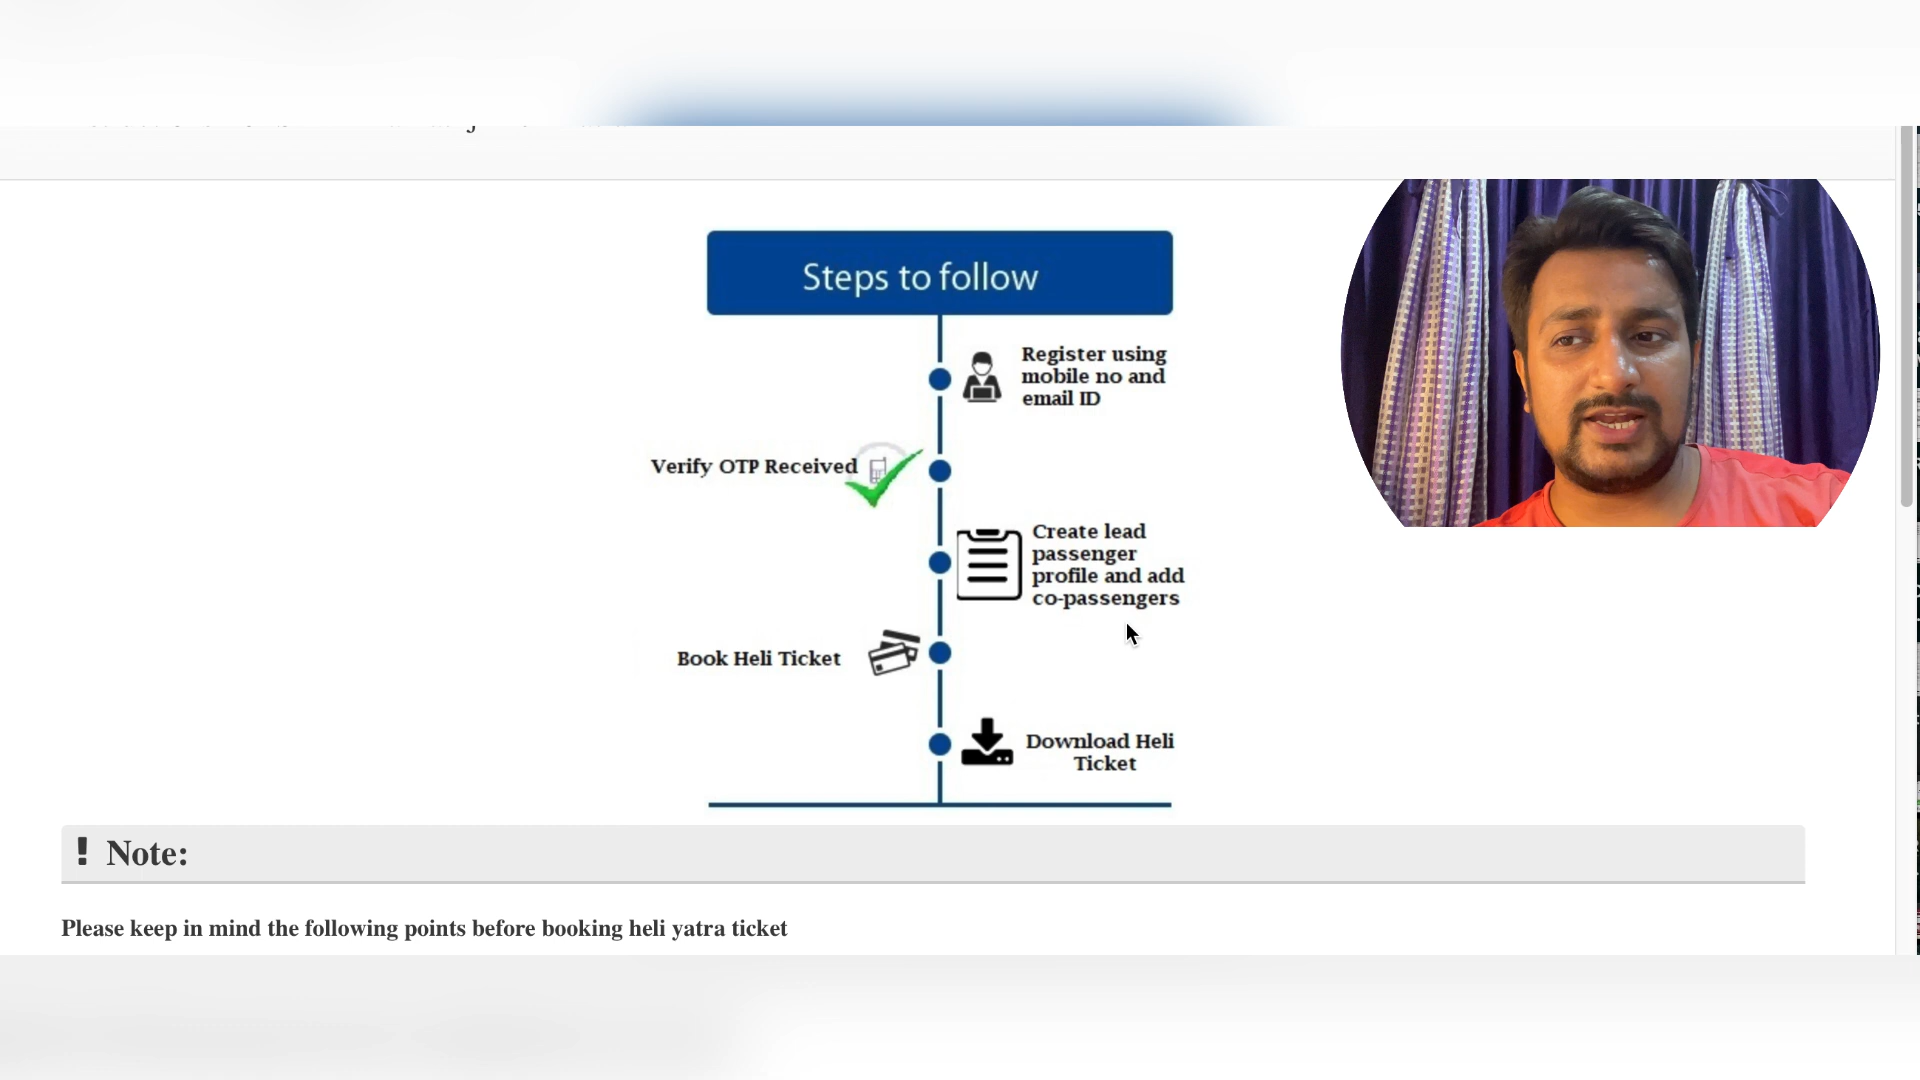 Steps to follow
Register using
mobile no and
email ID
Verify OTP Received
Create lead
passenger
profile and add
co-passengers
Book Heli Ticket
Download Heli
Ticket
! Note:
Please keep in mind the following points before booking heli yatra ticket